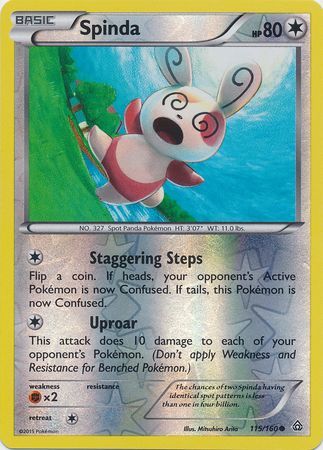 BASIC
Spinda
HP 80
NO. 327 Spot Panda Pokémon HT: 3'07" WT: 11.0 lbs.
Staggering Steps
Flip a coin. If heads, your opponent's Active
Pokémon is now Confused. If tails, this Pokémon is
now Confused.
Uproar
This attack does 10 damage to each of your
opponent's Pokémon. (Don't apply Weakness and
Resistance for Benched Pokémon.)
weakness
resistance
×2
retreat
The chances of two Spinda having
identical spot patterns is less
than one in four billion.
Illus. Mitsuhiro Arita
115/160
©2015 Pokémon